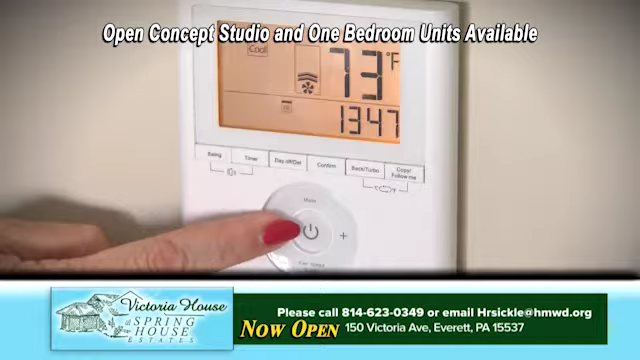 Open Concept Studio and One Bedroom Units Available
Cool
73°F
1347
Swing Timer Day off/Del Confirm Back/Turbo Copy/
Follow me
Mode
+
Victoria House
at
SPRING
HOUSE
ESTATES
Now Open
Please call 814-623-0349 or email Hrsickle@hmwd.org
150 Victoria Ave, Everett, PA 15537